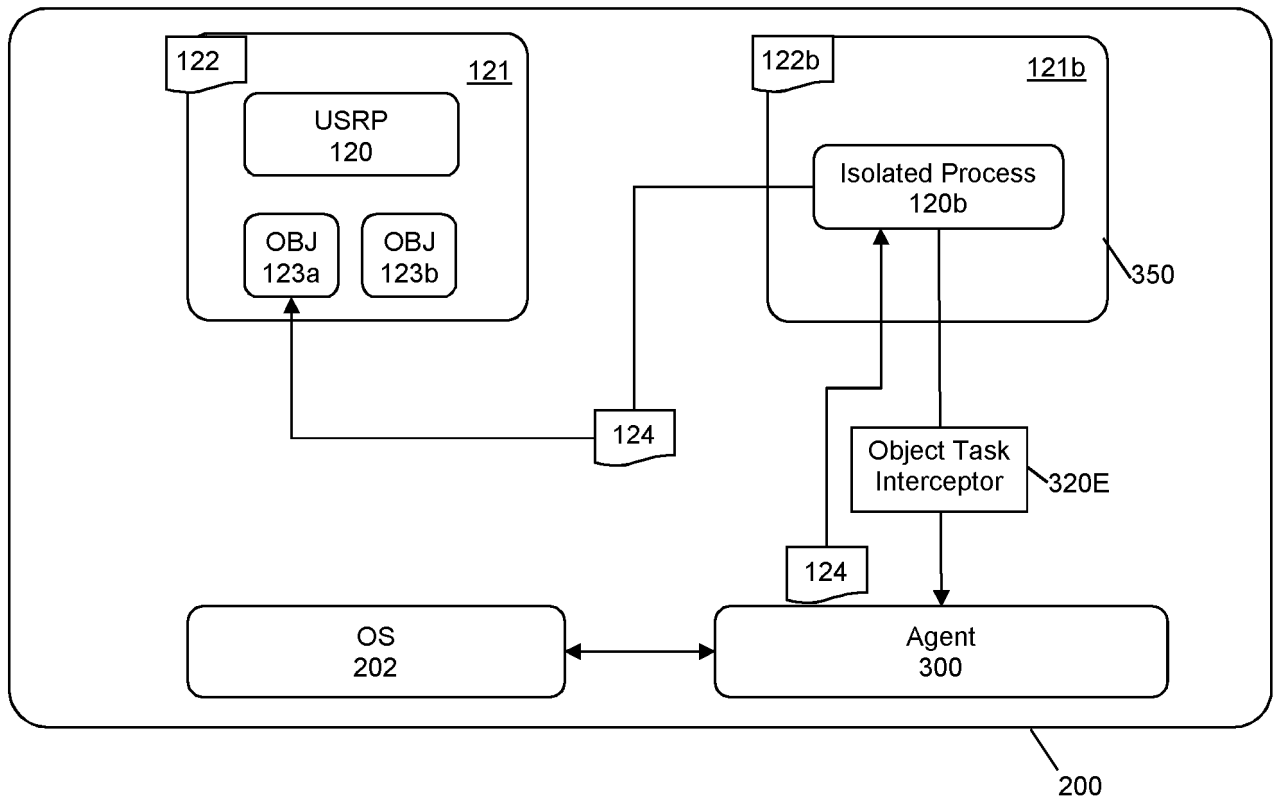 122
121
USRP
120
OBJ
123a
OBJ
123b
122b
121b
Isolated Process
120b
350
124
Object Task
Interceptor
320E
124
OS
202
Agent
300
200